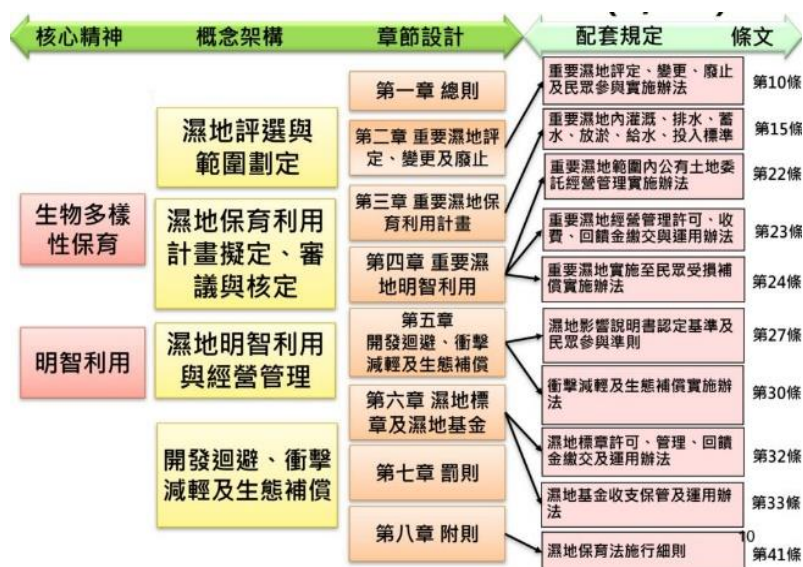 核心精神
概念架構
章節設計
配套規定
條文
生物多樣
性保育
明智利用
濕地評選與
範圍劃定
濕地保育利用
計畫擬定、審
議與核定
濕地明智利用
與經營管理
開發迴避、衝擊
減輕及生態補償
第一章 總則
第二章 重要濕地評
定、變更及廢止
第三章 重要濕地保
育利用計畫
第四章 重要濕
地明智利用
第五章
開發迴避、衝擊
減輕及生態補償
第六章 濕地標
章及濕地基金
第七章 罰則
第八章 附則
重要濕地評定、變更、廢止
及民眾參與實施辦法
第10條
重要濕地內灌溉、排水、蓄
水、放淤、給水、投入標準
第15條
重要濕地範圍內公有土地委
託經營管理實施辦法
第22條
重要濕地經營管理許可、收
費、回饋金繳交與運用辦法
第23條
重要濕地實施至民眾受損補
償實施辦法
第24條
濕地影響說明書認定基準及
民眾參與準則
第27條
衝擊減輕及生態補償實施辦
法
第30條
濕地標章許可、管理、回饋
金繳交及運用辦法
第32條
濕地基金收支保管及運用辦
法
第33條
10
濕地保育法施行細則
第41條